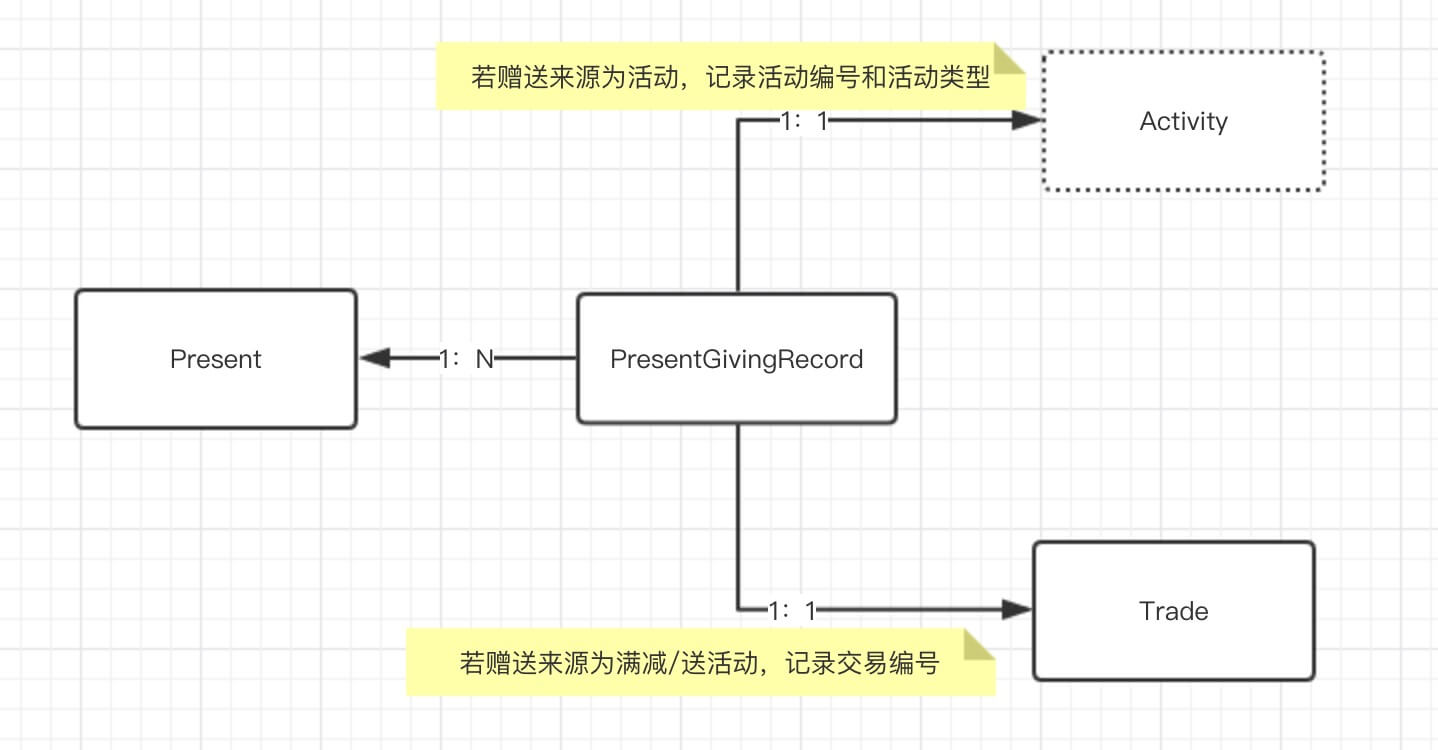 若赠送来源为活动，记录活动编号和活动类型
Activity
1：1
Present
1：N
PresentGivingRecord
1：1
Trade
若赠送来源为满减/送活动，记录交易编号